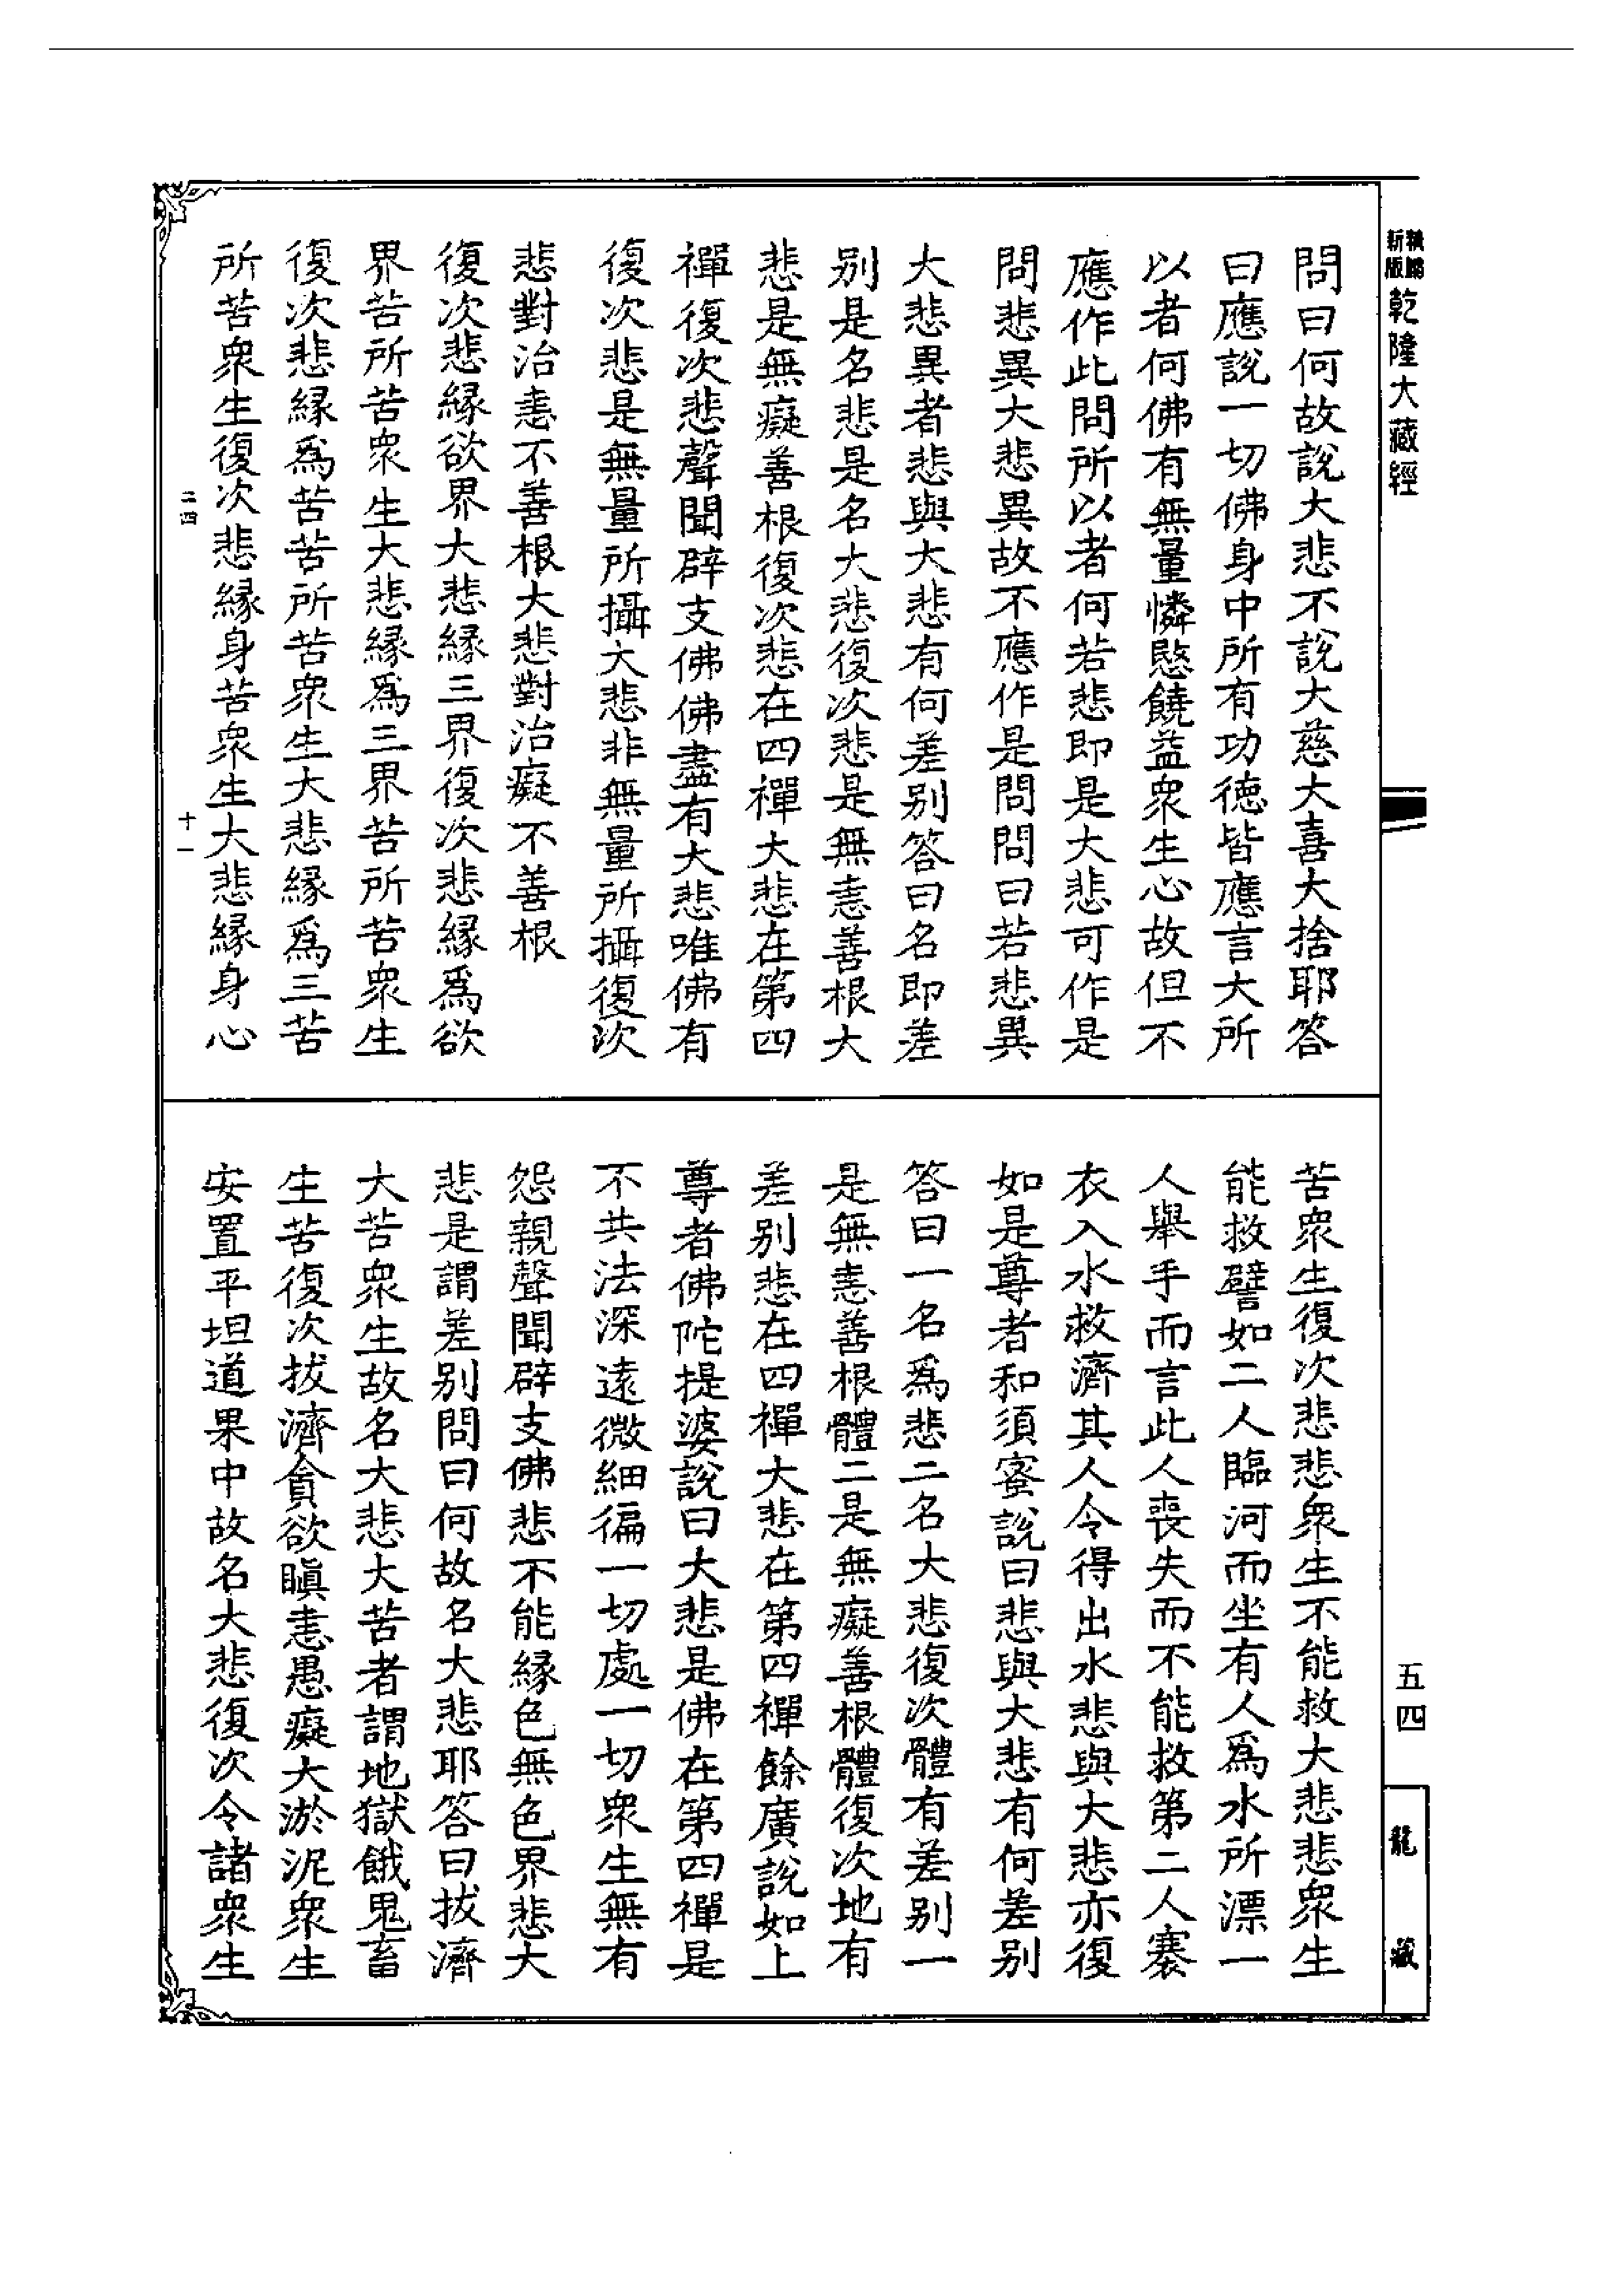 新版
乾隆大藏經
五四
龍藏
問曰何故說大悲不說大慈大喜大捨耶答
曰應說一切佛身中所有功德皆應言大所
以者何佛有無量憐愍饒益衆生心故但不
應作此問所以者何若悲即是大悲可作是
問悲異大悲異故不應作是問問曰若悲異
大悲異者悲與大悲有何差別答曰名即差
別是名悲是名大悲復次悲是無恚善根大
悲是無癡善根復次悲在四禪大悲在第四
禪復次悲聲聞辟支佛佛盡有大悲唯佛有
復次悲是無量所攝大悲非無量所攝復次
悲對治恚不善根大悲對治癡不善根
復次悲緣欲界大悲緣三界復次悲緣爲欲
界苦所苦衆生大悲緣爲三界苦所苦衆生
復次悲緣爲苦苦所苦衆生大悲緣爲三苦
所苦衆生復次悲緣身苦衆生大悲緣身心
二四
十一
苦衆生復次悲悲衆生不能救大悲悲衆生
能救譬如二人臨河而坐有人爲水所漂一
人舉手而言此人喪失而不能救第二人褰
衣入水救濟其人令得出水悲與大悲亦復
如是尊者和須蜜說曰悲與大悲有何差別
答曰一名爲悲二名大悲復次體有差別一
是無恚善根體二是無癡善根體復次地有
差別悲在四禪大悲在第四禪餘廣說如上
尊者佛陀提婆說曰大悲是佛在第四禪是
不共法深遠微細徧一切處一切衆生無有
怨親聲聞辟支佛悲不能緣色無色界悲大
悲是謂差別問曰何故名大悲耶答曰拔濟
大苦衆生故名大悲大苦者謂地獄餓鬼畜
生苦復次拔濟貪欲瞋恚愚癡大淤泥衆生
安置平坦道果中故名大悲復次令諸衆生